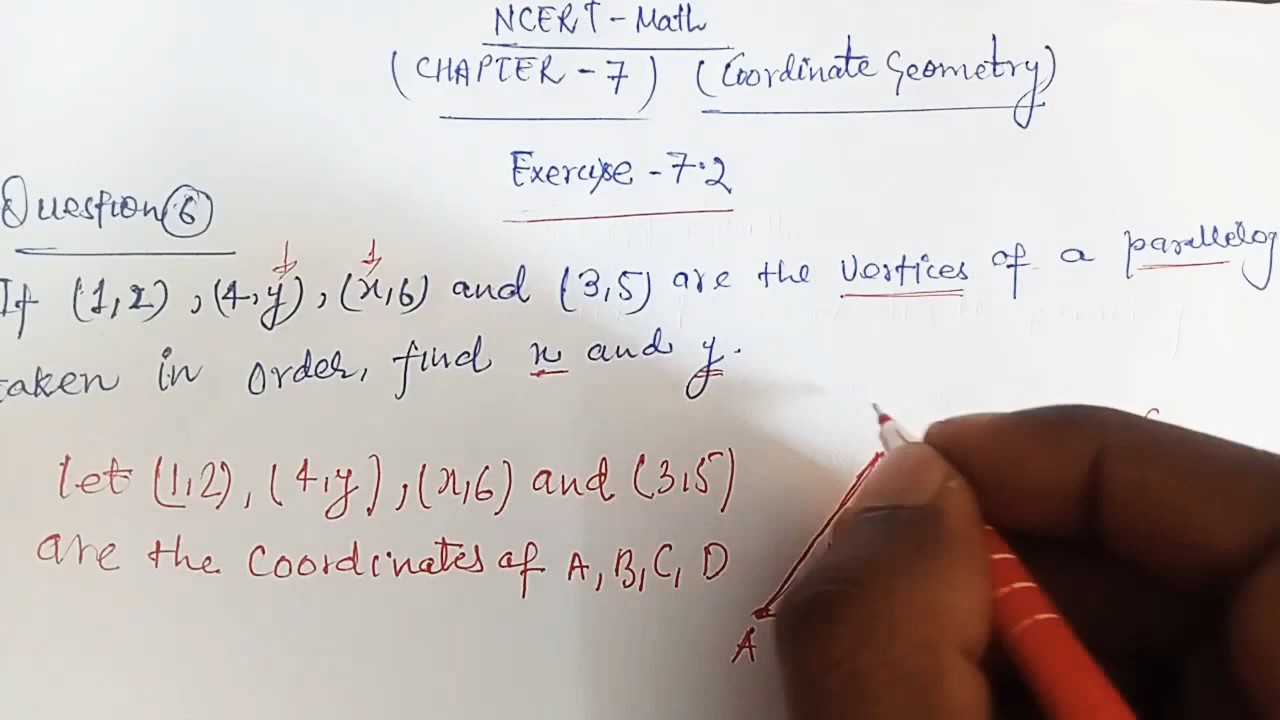 NCERT - Math
(CHAPTER - 7) (Coordinate Geometry)
Exercise - 7.2
Question 6
If (1,2), (4,y), (x,6) and (3,5) are the vertices of a parallelog
taken in order, find x and y.
let (1,2), (4,y), (x,6) and (3,5)
are the coordinates of A, B, C, D
A